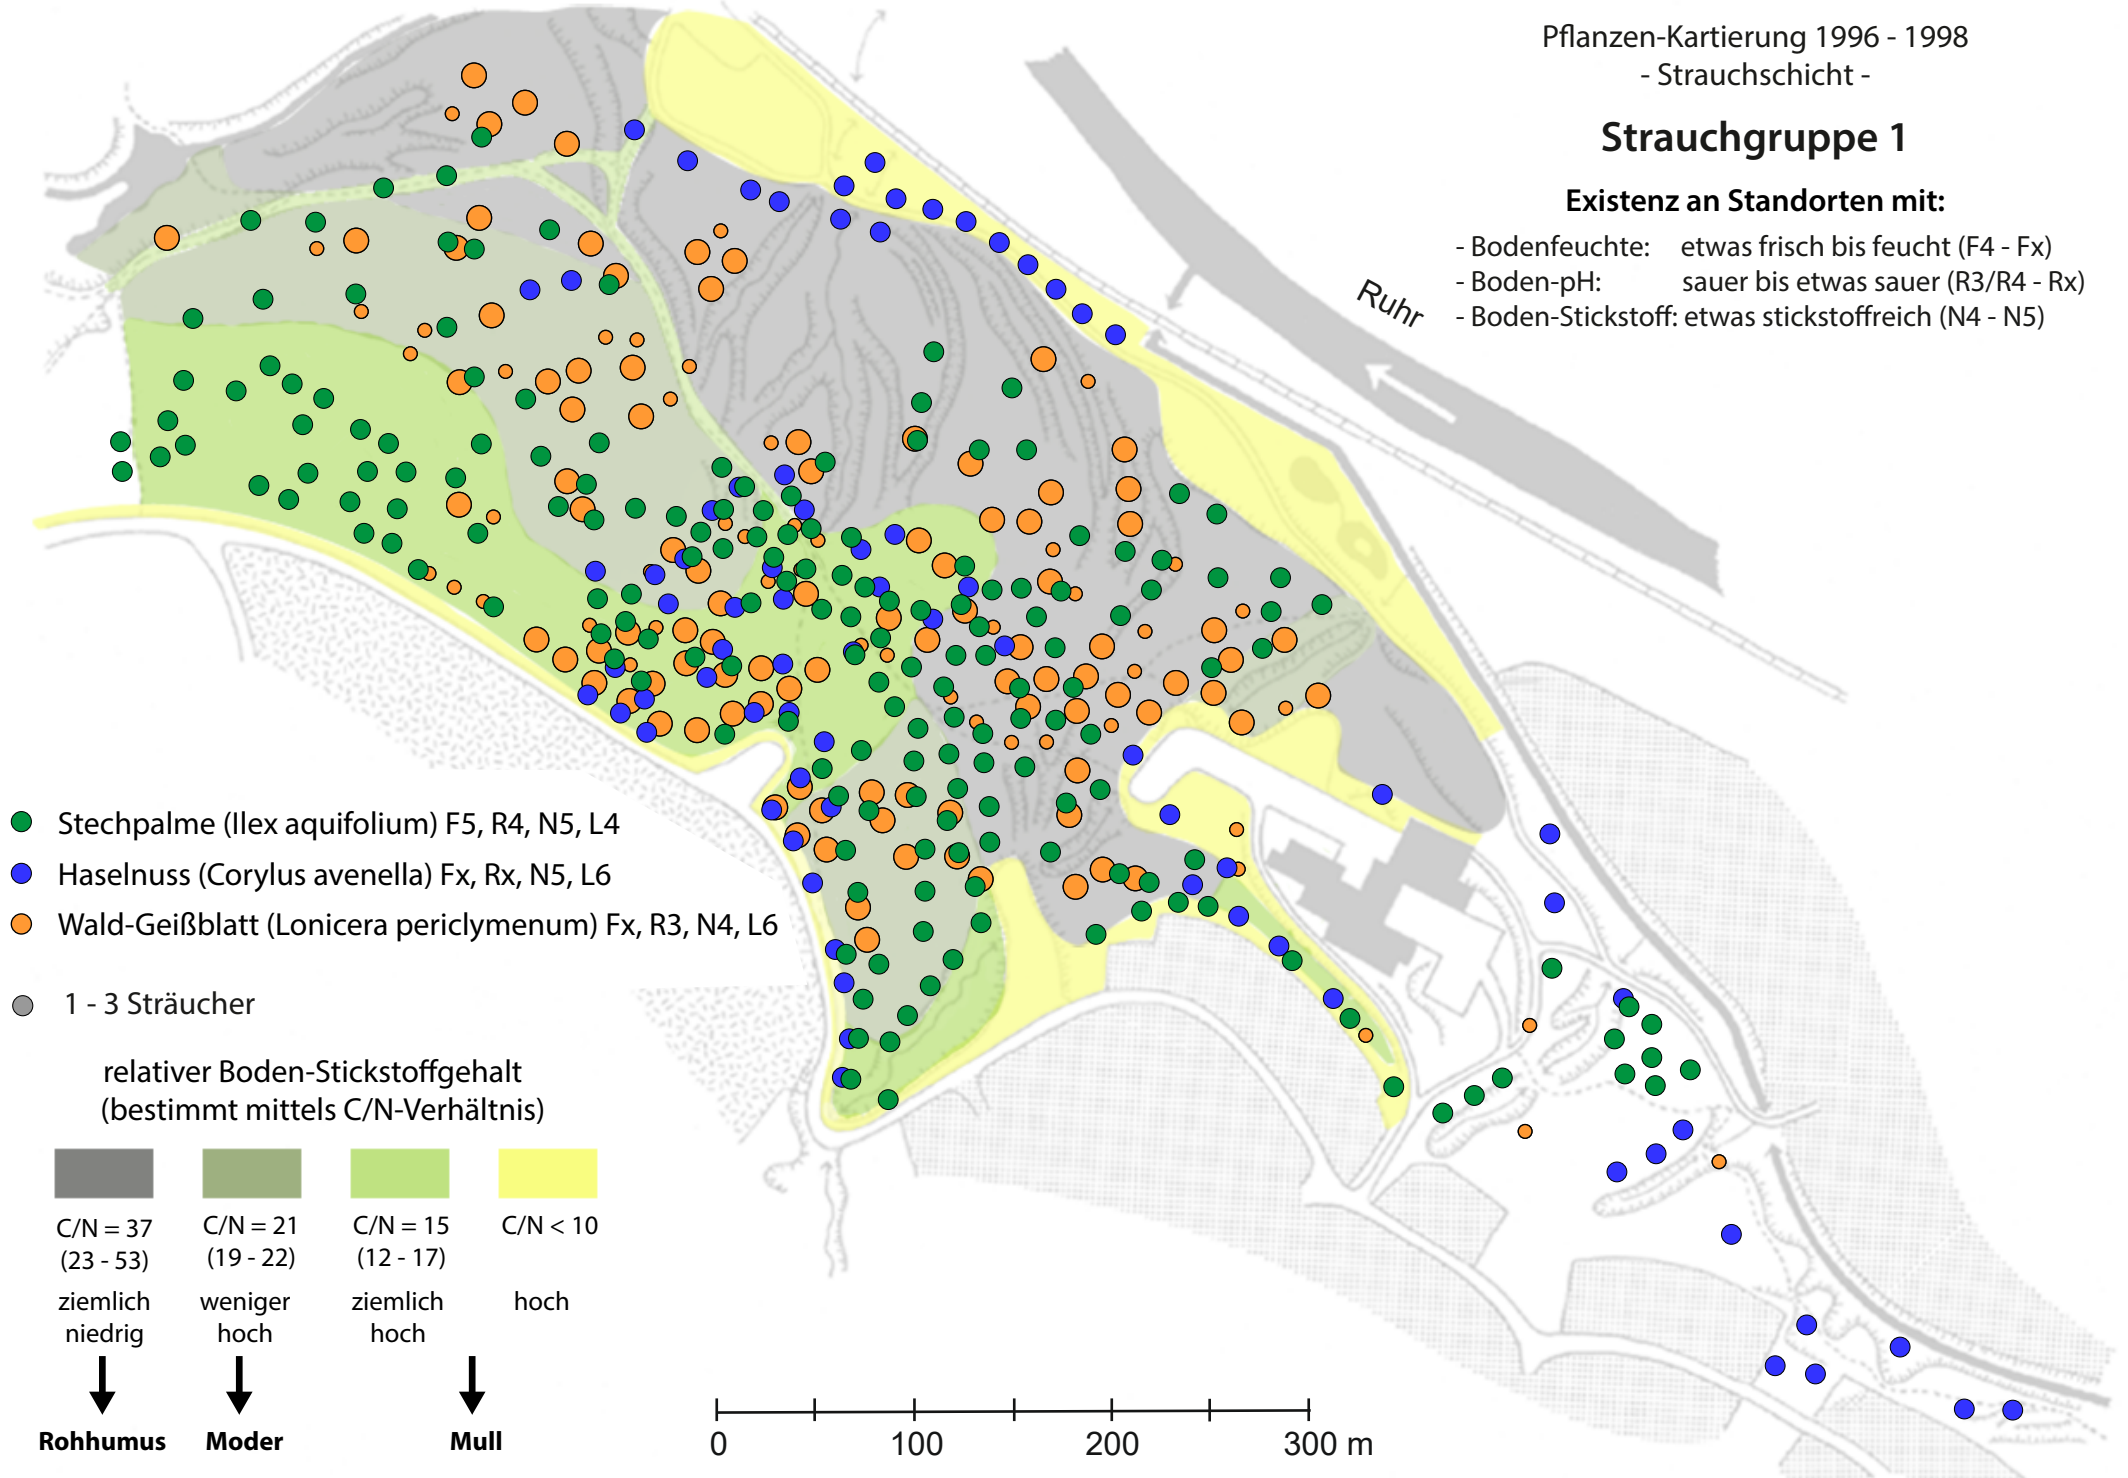 Pflanzen-Kartierung 1996 - 1998
- Strauchschicht -
Strauchgruppe 1
Existenz an Standorten mit:
- Bodenfeuchte: etwas frisch bis feucht (F4 - Fx)
- Boden-pH: sauer bis etwas sauer (R3/R4 - Rx)
- Boden-Stickstoff: etwas stickstoffreich (N4 - N5)
Ruhr
Stechpalme (Ilex aquifolium) F5, R4, N5, L4
Haselnuss (Corylus avenella) Fx, Rx, N5, L6
Wald-Geißblatt (Lonicera periclymenum) Fx, R3, N4, L6
1 - 3 Sträucher
relativer Boden-Stickstoffgehalt
(bestimmt mittels C/N-Verhältnis)
C/N = 37 C/N = 21 C/N = 15 C/N < 10
(23 - 53) (19 - 22) (12 - 17)
ziemlich weniger ziemlich hoch
niedrig hoch hoch
Rohhumus Moder Mull
0 100 200 300 m